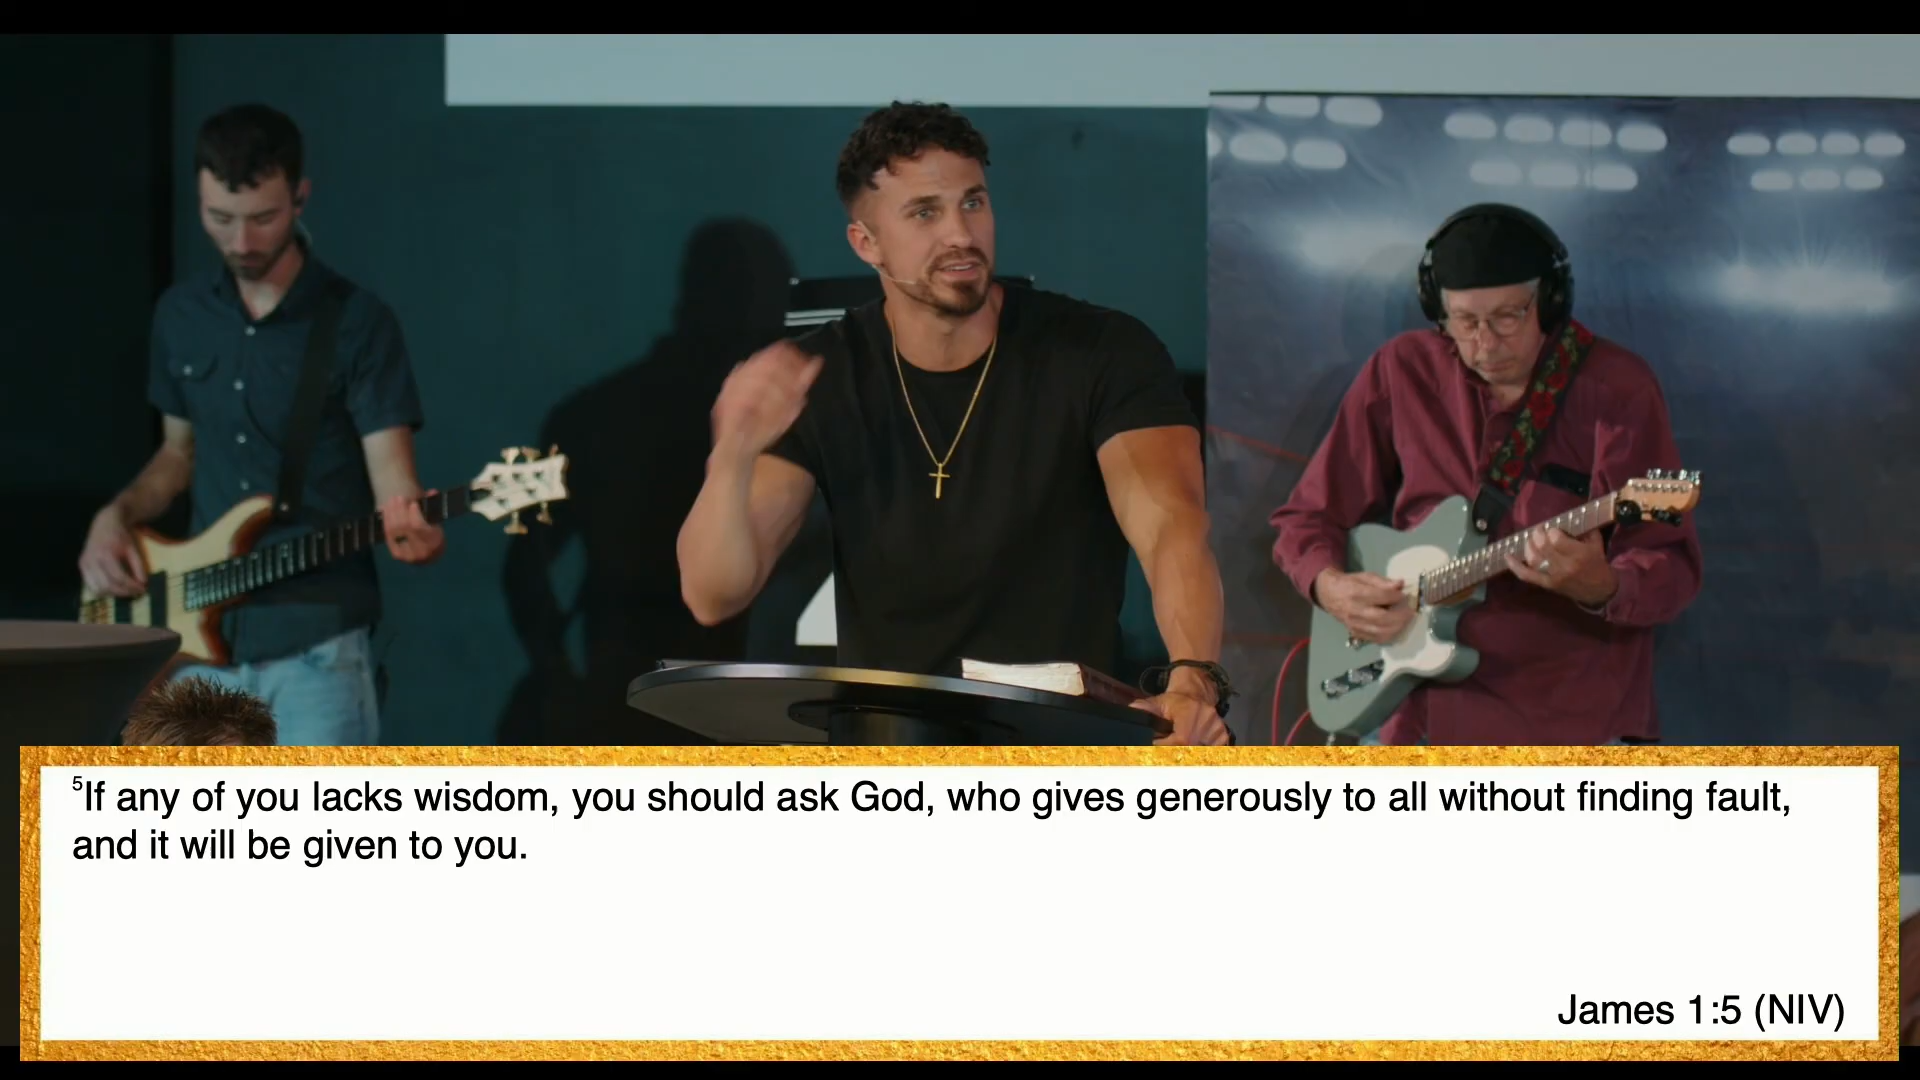 ⁵If any of you lacks wisdom, you should ask God, who gives generously to all without finding fault,
and it will be given to you.
James 1:5 (NIV)